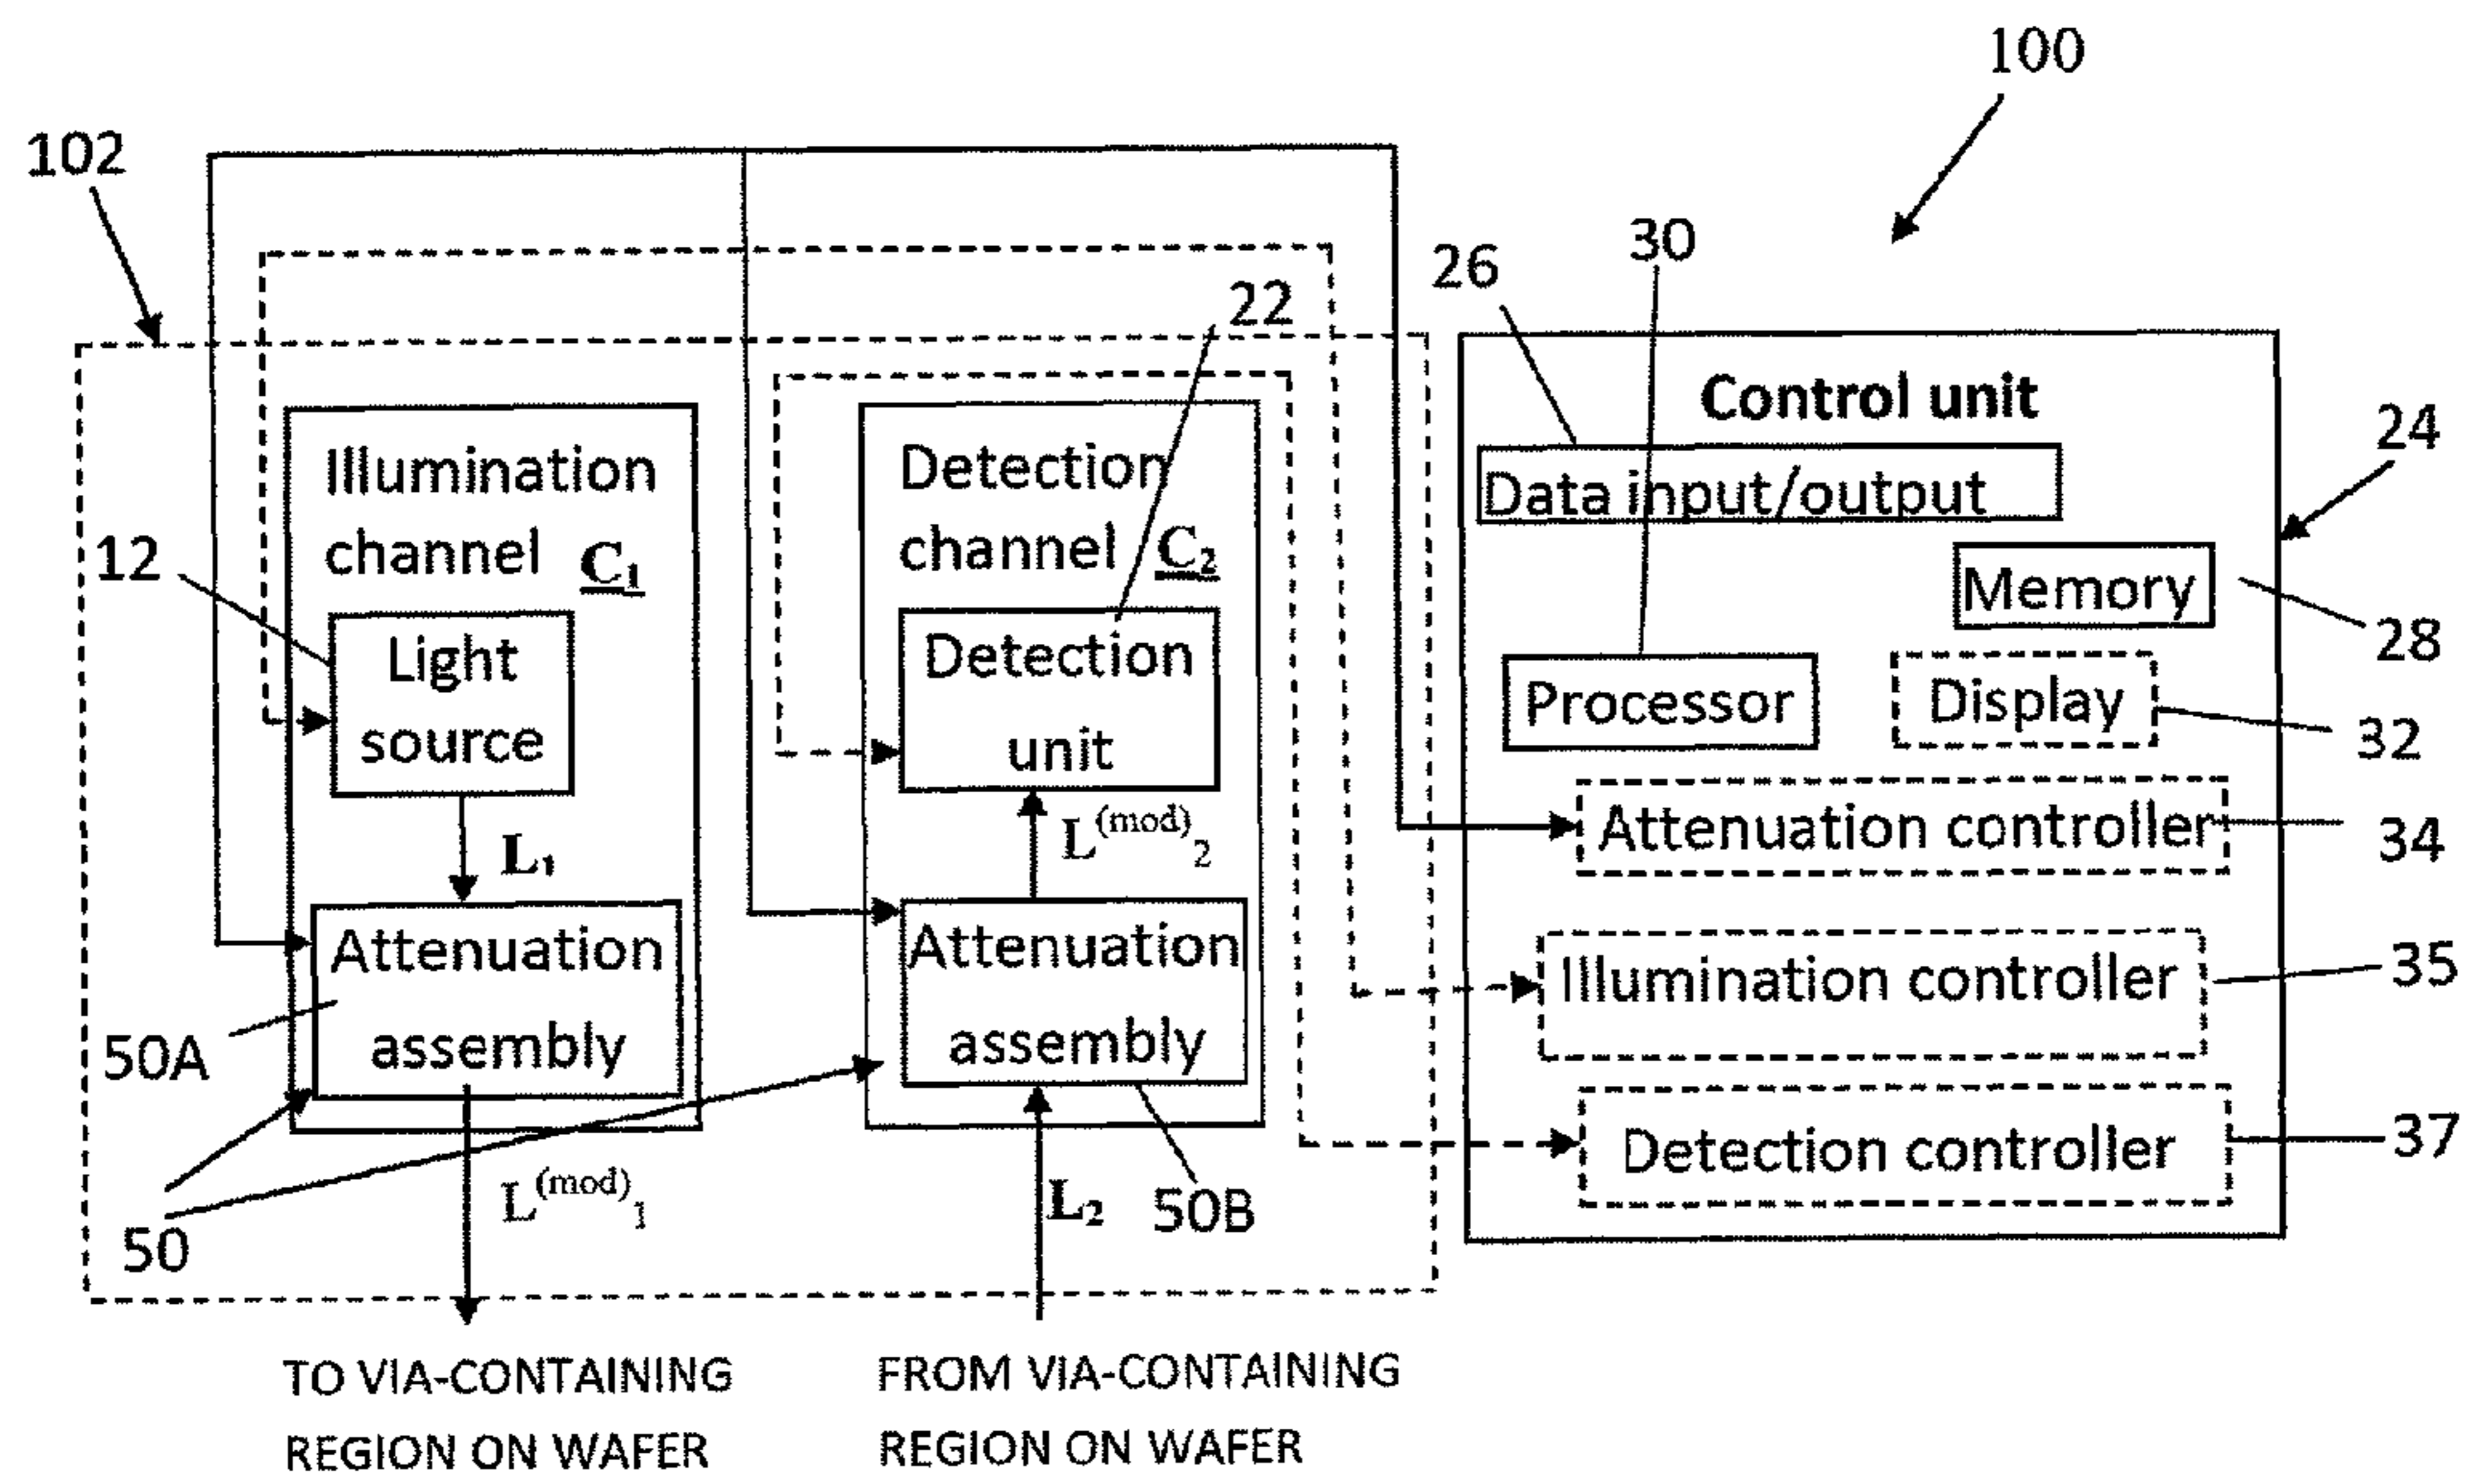 100
102
30
26
22
Control unit
24
Data input/output
Illumination
channel C₁
Detection
channel C₂
12
Memory
28
Light
source
Detection
unit
Processor
Display
32
L₁
L(mod)₂
Attenuation controller
34
Attenuation
assembly
Attenuation
assembly
Illumination controller
35
50A
Detection controller
37
L(mod)₁
L₂
50B
50
TO VIA-CONTAINING
REGION ON WAFER
FROM VIA-CONTAINING
REGION ON WAFER